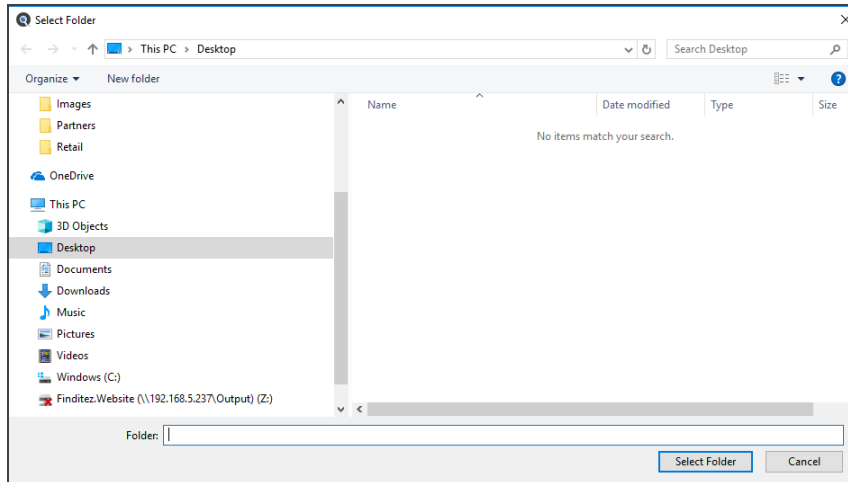 Select Folder
This PC > Desktop
Search Desktop
Organize
New folder
Images
Partners
Retail
OneDrive
This PC
3D Objects
Desktop
Documents
Downloads
Music
Pictures
Videos
Windows (C:)
Finditez.Website (\\192.168.5.237\Output) (Z:)
Name Date modified Type Size
No items match your search.
Folder:
Select Folder Cancel